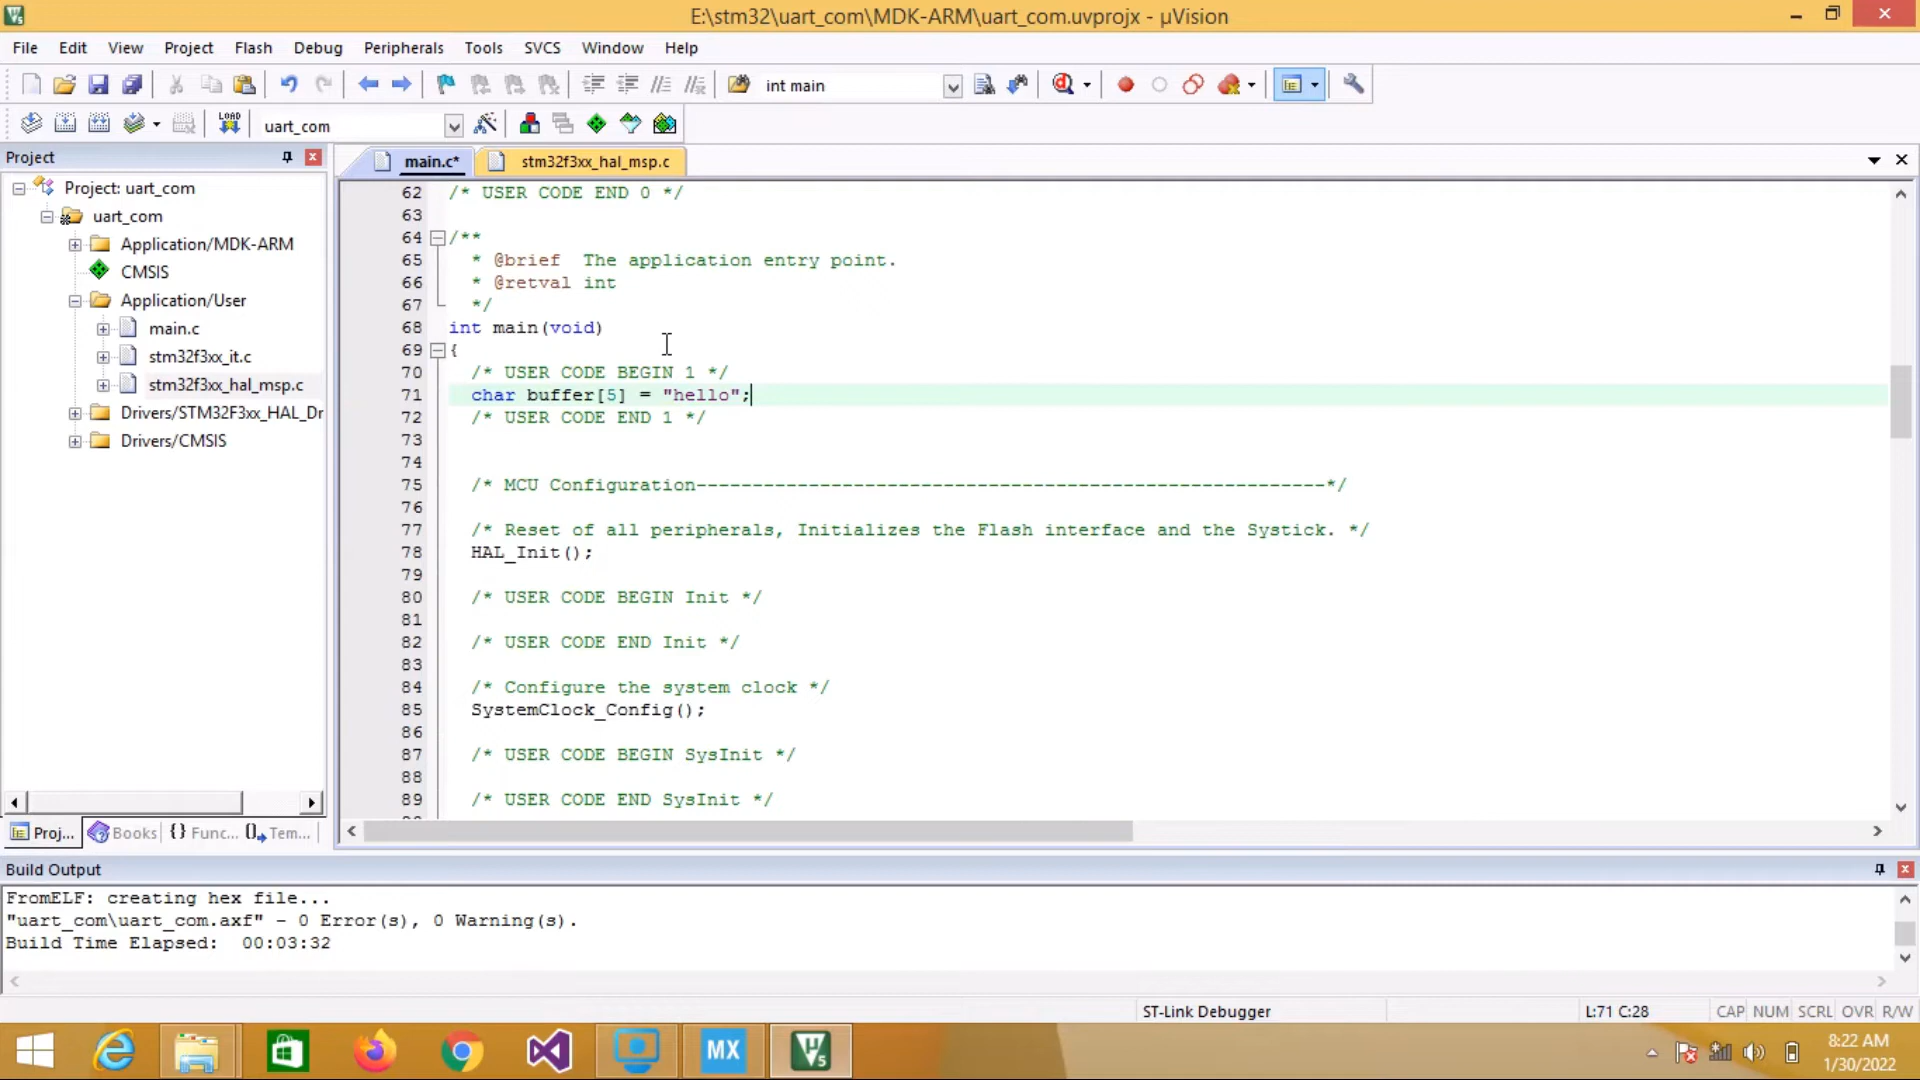 E:\stm32\uart_com\MDK-ARM\uart_com.uvprojx - µVision
File Edit View Project Flash Debug Peripherals Tools SVCS Window Help
int main
LOAD
uart_com
Project
main.c*
stm32f3xx_hal_msp.c
Project: uart_com
uart_com
Application/MDK-ARM
CMSIS
Application/User
main.c
stm32f3xx_it.c
stm32f3xx_hal_msp.c
Drivers/STM32F3xx_HAL_Dr
Drivers/CMSIS
Proj... Books {} Func... Tem...
62 /* USER CODE END 0 */
63
64 /**
65 * @brief  The application entry point.
66 * @retval int
67 */
68 int main(void)
69 {
70 /* USER CODE BEGIN 1 */
71 char buffer[5] = "hello";
72 /* USER CODE END 1 */
73
74
75 /* MCU Configuration--------------------------------------------------------*/
76
77 /* Reset of all peripherals, Initializes the Flash interface and the Systick. */
78 HAL_Init();
79
80 /* USER CODE BEGIN Init */
81
82 /* USER CODE END Init */
83
84 /* Configure the system clock */
85 SystemClock_Config();
86
87 /* USER CODE BEGIN SysInit */
88
89 /* USER CODE END SysInit */
Build Output
FromELF: creating hex file...
"uart_com\uart_com.axf" - 0 Error(s), 0 Warning(s).
Build Time Elapsed:  00:03:32
ST-Link Debugger
L:71 C:28
CAP NUM SCRL OVR R/W
MX
8:22 AM
1/30/2022